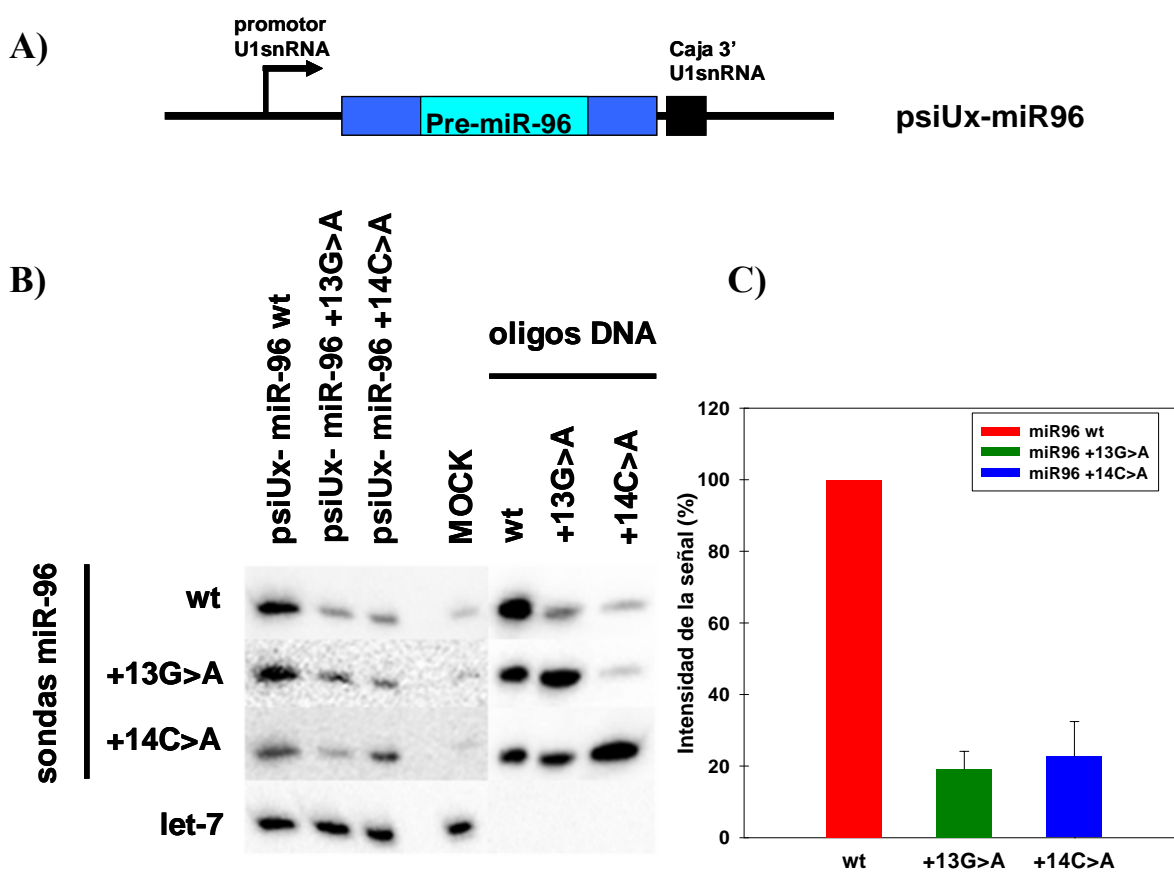 A)
promotor
U1snRNA
Caja 3’
U1snRNA
Pre-miR-96
psiUx-miR96
B)
psiUx- miR-96 wt
psiUx- miR-96 +13G>A
psiUx- miR-96 +14C>A
MOCK
oligos DNA
wt
+13G>A
+14C>A
sondas miR-96
wt
+13G>A
+14C>A
let-7
C)
Intensidad de la señal (%)
120
100
80
60
40
20
0
miR96 wt
miR96 +13G>A
miR96 +14C>A
wt
+13G>A
+14C>A